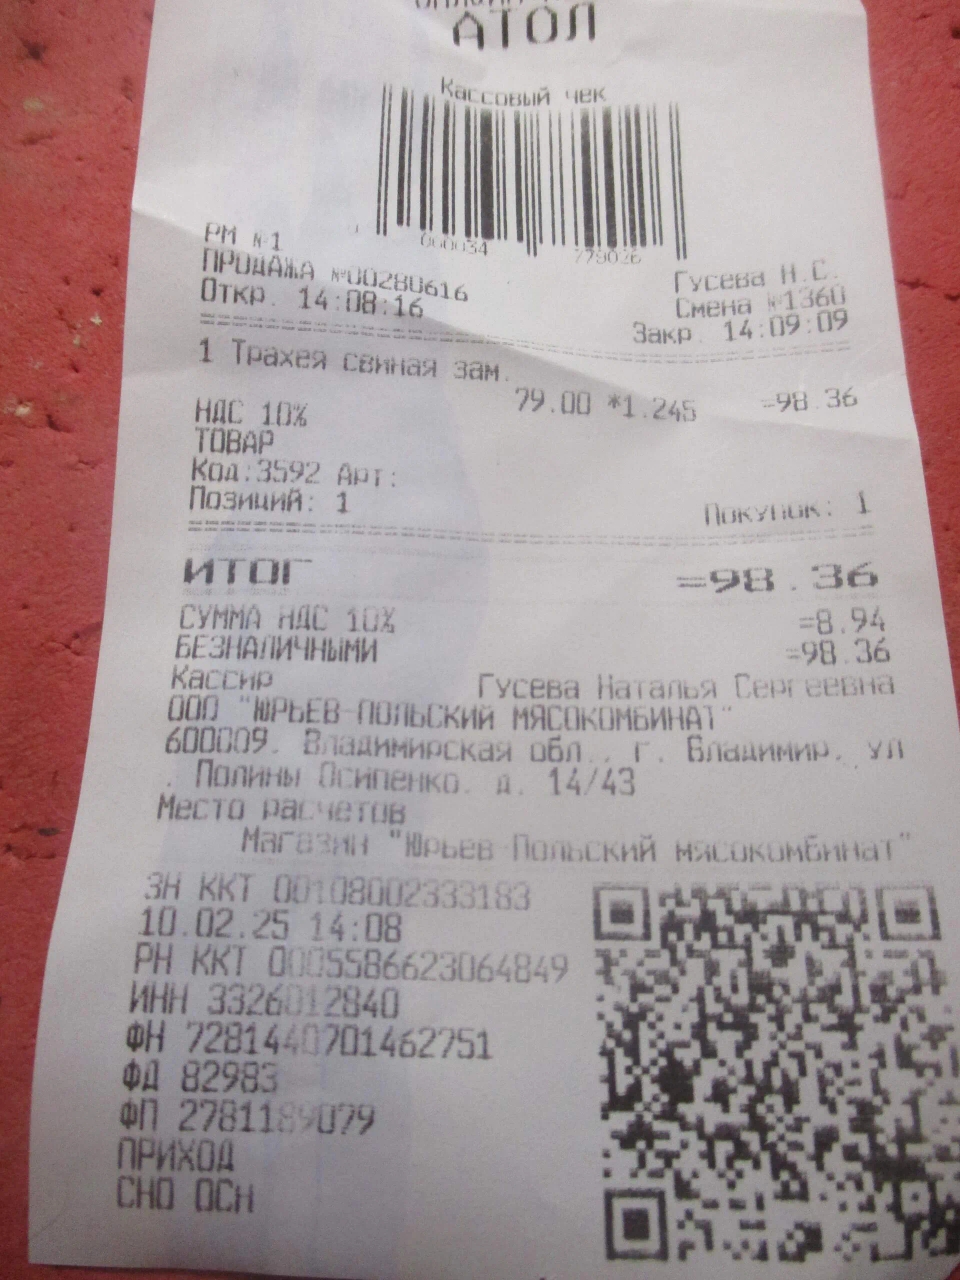 АТОЛ
Кассовый чек
000034 778026
РМ №1 Гусева Н.С.
ПРОДАЖА №00280616 Смена №1360
Откр. 14:08:16 Закр. 14:09:09
1 Трахея свиная зам.
79.00 *1.245 =98.36
НДС 10%
ТОВАР
Код:3592 Арт:
Позиций: 1 Покупок: 1
ИТОГ =98.36
СУММА НДС 10% =8.94
БЕЗНАЛИЧНЫМИ =98.36
Кассир Гусева Наталья Сергеевна
ООО "ЮРЬЕВ-ПОЛЬСКИЙ МЯСОКОМБИНАТ"
600009, Владимирская обл., г. Владимир, ул
. Полины Осипенко, д. 14/43
Место расчетов
Магазин "Юрьев-Польский мясокомбинат"
ЗН ККТ 00108002333183
10.02.25 14:08
РН ККТ 0005586623064849
ИНН 3326012840
ФН 7281440701462751
ФД 82983
ФП 2781189079
ПРИХОД
СНО ОСН